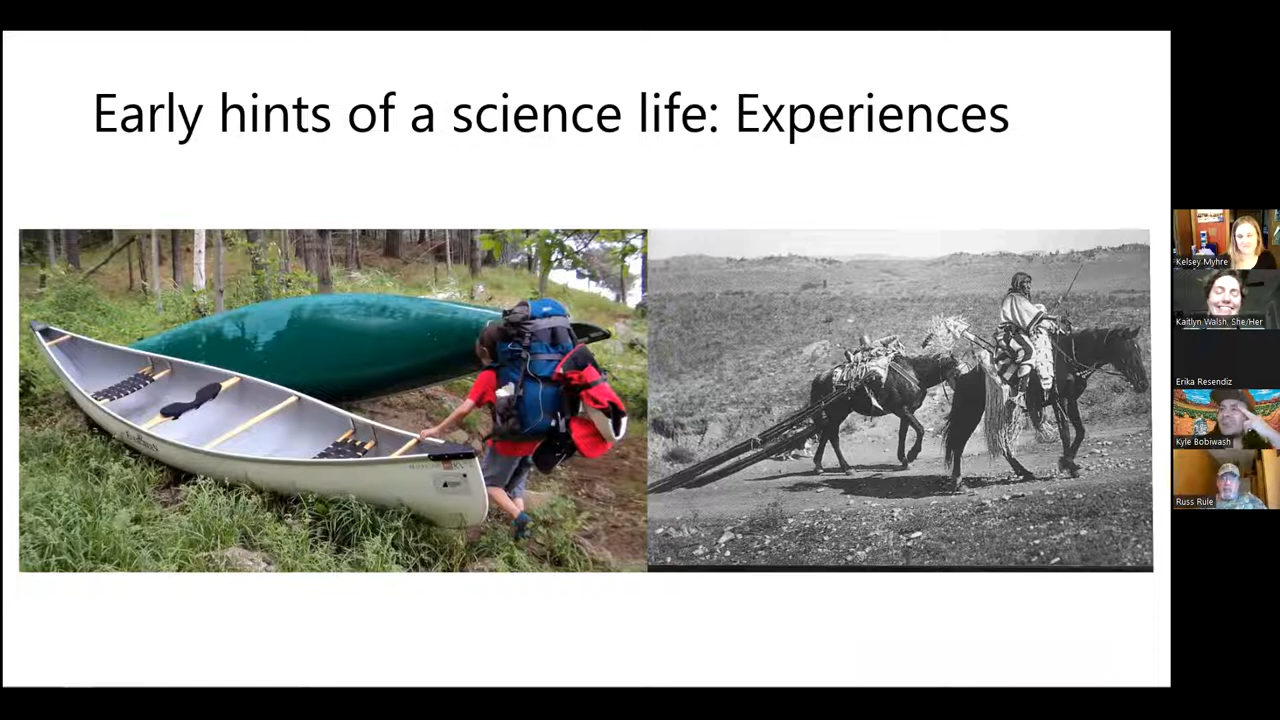 Early hints of a science life: Experiences
Kelsey Myhre
Kaitlyn Walsh, She/Her
Erika Resendiz
Kyle Bobiwash
Russ Rule